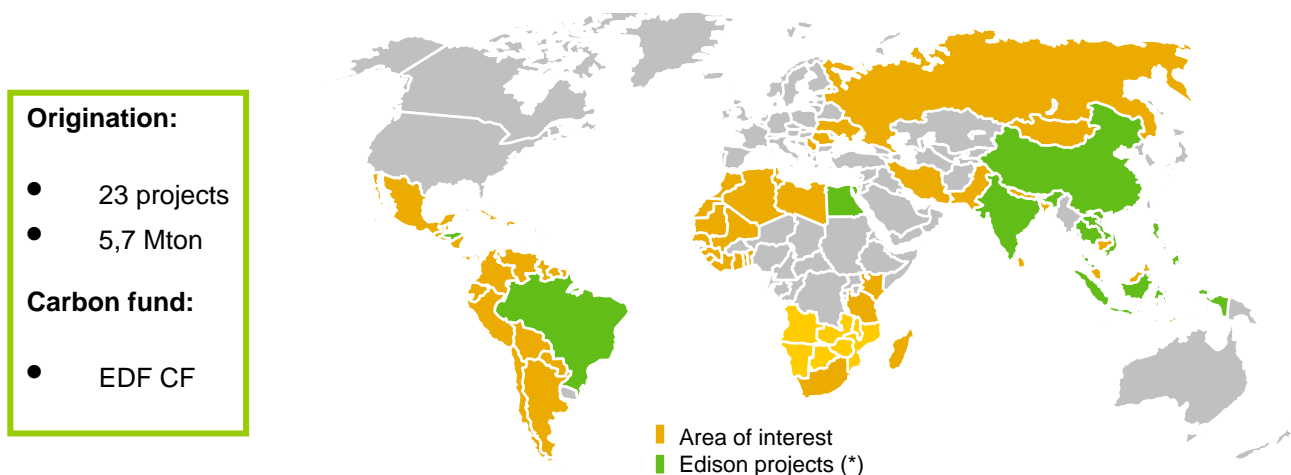 Origination:
● 23 projects
● 5,7 Mton
Carbon fund:
● EDF CF
Area of interest
Edison projects (*)